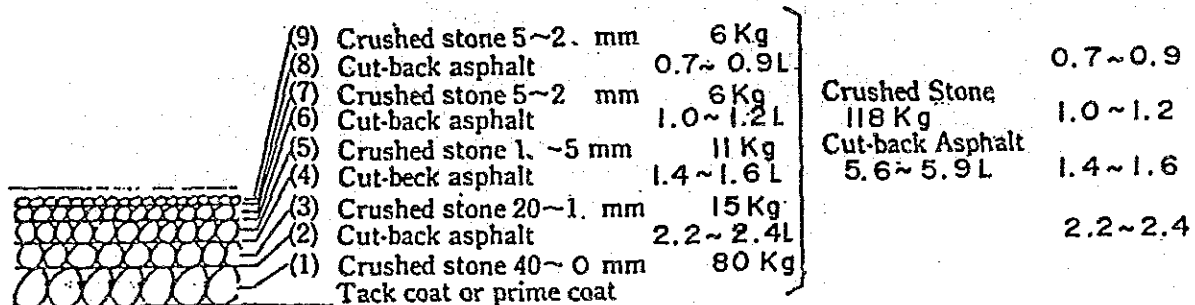 (9) Crushed stone 5~2. mm 6 Kg
(8) Cut-back asphalt 0.7~0.9L
(7) Crushed stone 5~2 mm 6 Kg
(6) Cut-back asphalt 1.0~1.2L
(5) Crushed stone 1. ~5 mm 11 Kg
(4) Cut-beck asphalt 1.4~1.6 L
(3) Crushed stone 20~1. mm 15 Kg
(2) Cut-back asphalt 2.2~2.4L
(1) Crushed stone 40~ 0 mm 80 Kg
Tack coat or prime coat
Crushed Stone
118 Kg
Cut-back Asphalt
5.6~5.9 L
0.7~0.9
1.0~1.2
1.4~1.6
2.2~2.4